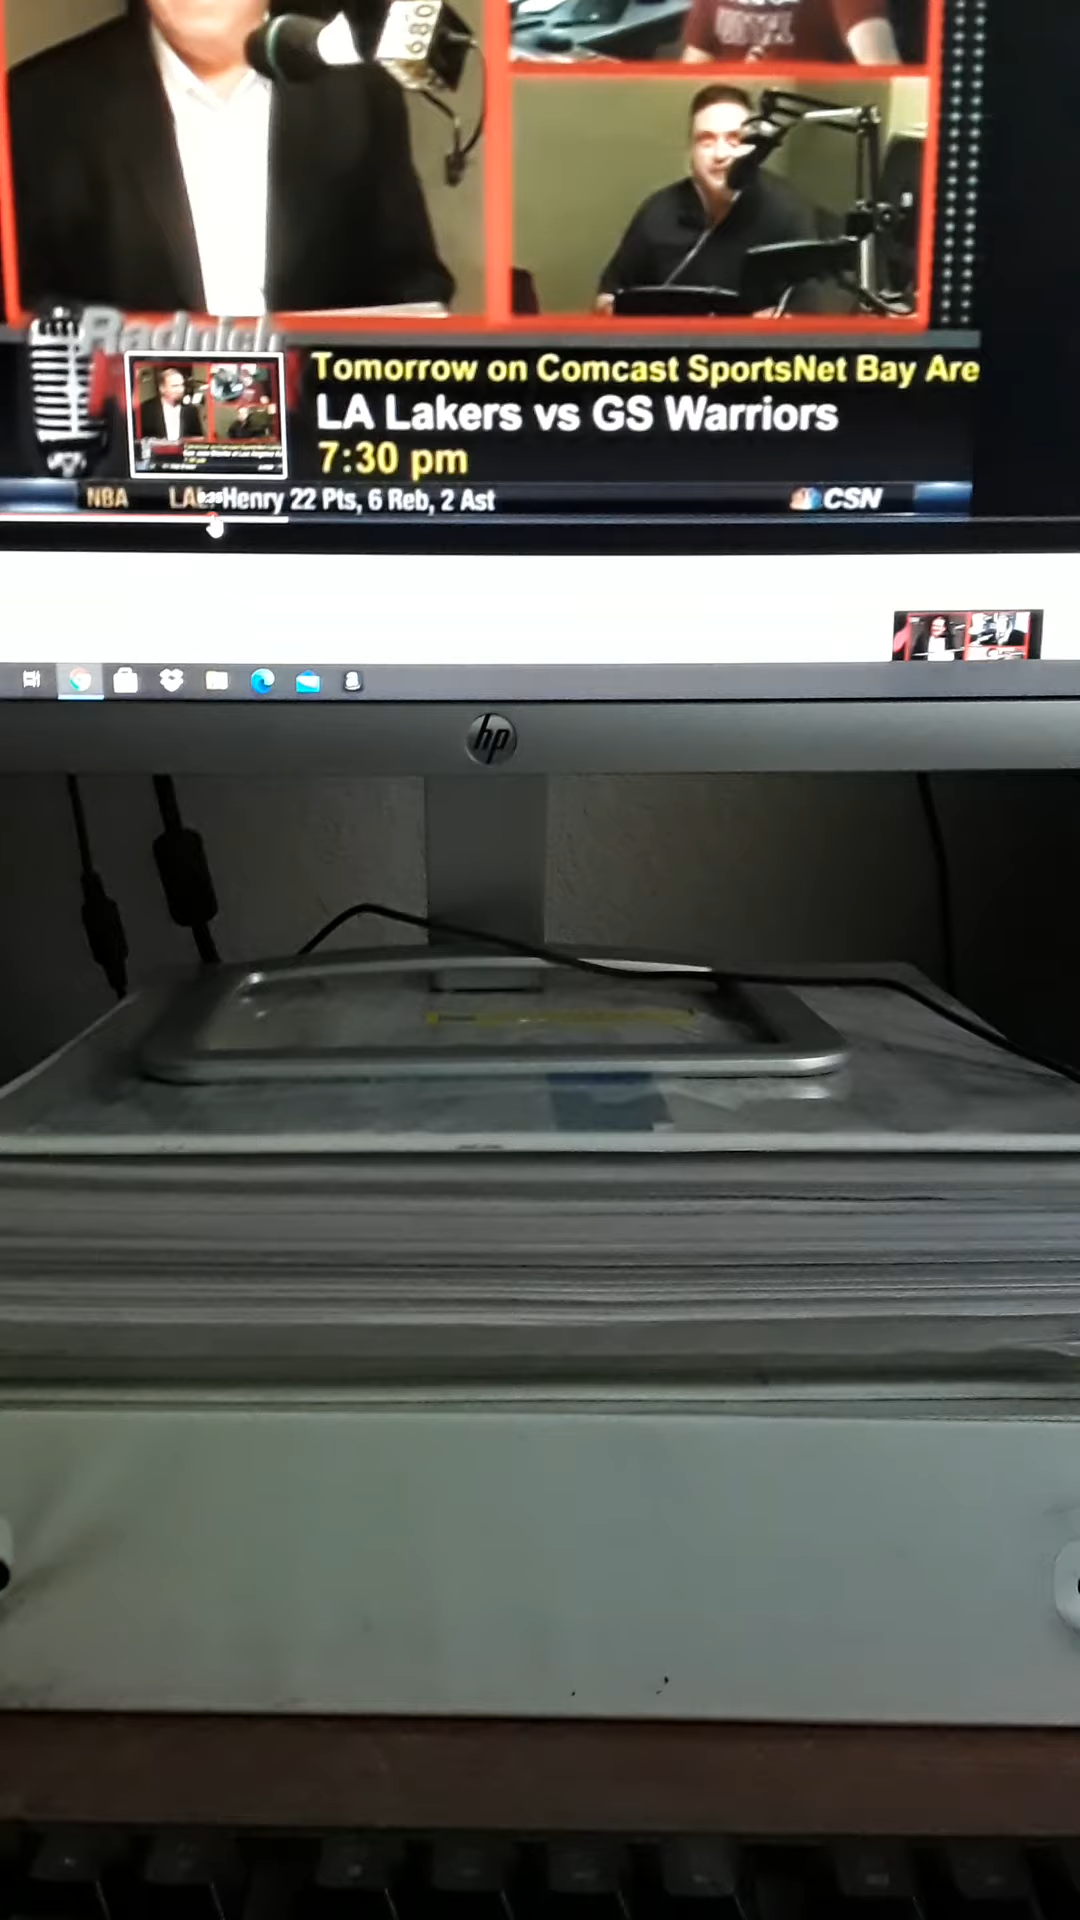 680
Radnich
Tomorrow on Comcast SportsNet Bay Are
LA Lakers vs GS Warriors
7:30 pm
NBA LAL: Henry 22 Pts, 6 Reb, 2 Ast CSN
hp